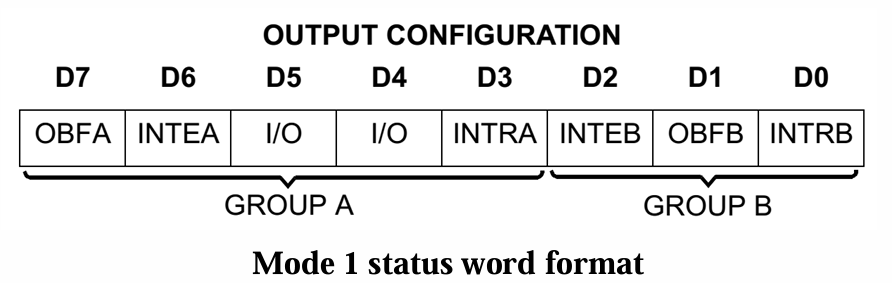 OUTPUT CONFIGURATION
D7 D6 D5 D4 D3 D2 D1 D0
OBFA INTEA I/O I/O INTRA INTEB OBFB INTRB
GROUP A GROUP B
Mode 1 status word format